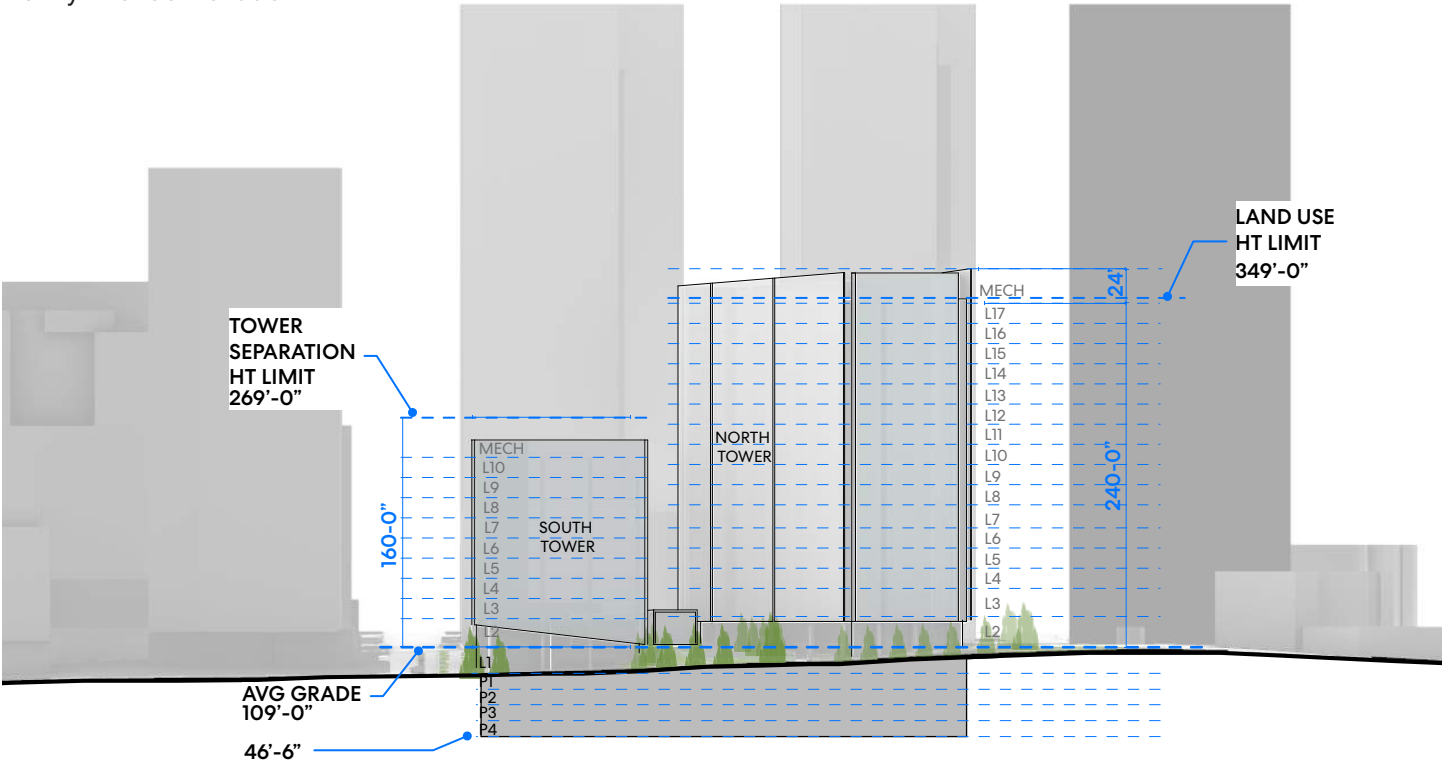 LAND USE
HT LIMIT
349’-0”
24’
MECH
L17
L16
L15
L14
L13
L12
L11
L10
L9
L8
L7
L6
L5
L4
L3
L2
240-0”
NORTH
TOWER
TOWER
SEPARATION
HT LIMIT
269’-0”
160-0”
MECH
L10
L9
L8
L7
L6
L5
L4
L3
L2
L1
SOUTH
TOWER
P1
P2
P3
P4
AVG GRADE
109’-0”
46’-6”